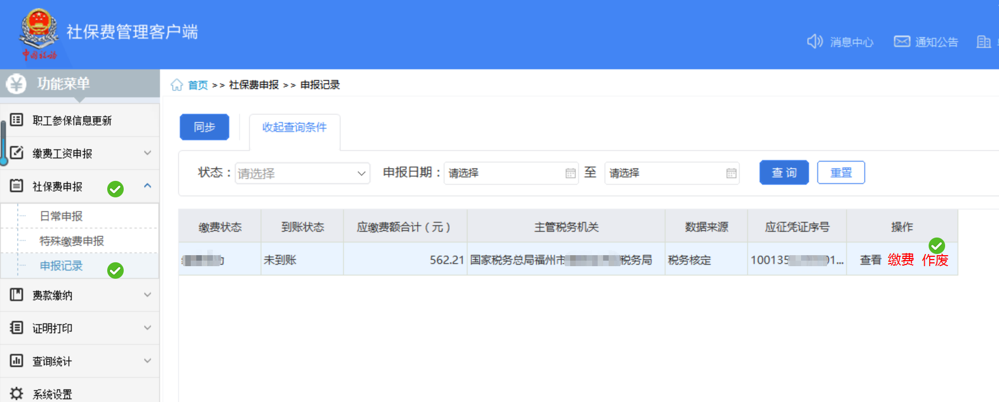 社保费管理客户端
中国税务
消息中心
通知公告
功能菜单
首页 >> 社保费申报 >> 申报记录
职工参保信息更新
缴费工资申报
社保费申报
日常申报
特殊缴费申报
申报记录
费款缴纳
证明打印
查询统计
系统设置
同步
收起查询条件
状态： 请选择 申报日期： 请选择 至 请选择 查询 重置
缴费状态 到账状态 应缴费额合计（元） 主管税务机关 数据来源 应征凭证序号 操作
未到账 562.21 国家税务总局福州市 税务局 税务核定 100135 01... 查看 缴费 作废